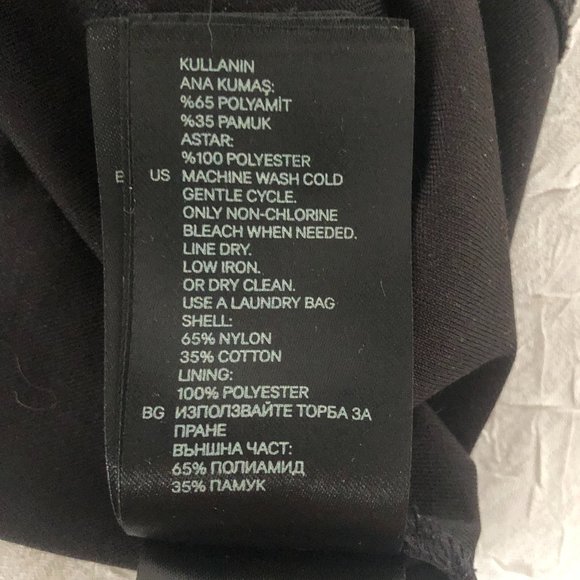 KULLANIN
ANA KUMAŞ:
%65 POLYAMİT
%35 PAMUK
ASTAR:
%100 POLYESTER
US MACHINE WASH COLD
GENTLE CYCLE.
ONLY NON-CHLORINE
BLEACH WHEN NEEDED.
LINE DRY.
LOW IRON.
OR DRY CLEAN.
USE A LAUNDRY BAG
SHELL:
65% NYLON
35% COTTON
LINING:
100% POLYESTER
BG ИЗПОЛЗВАЙТЕ ТОРБА ЗА
ПРАНЕ
ВЪНШНА ЧАСТ:
65% ПОЛИАМИД
35% ПАМУК